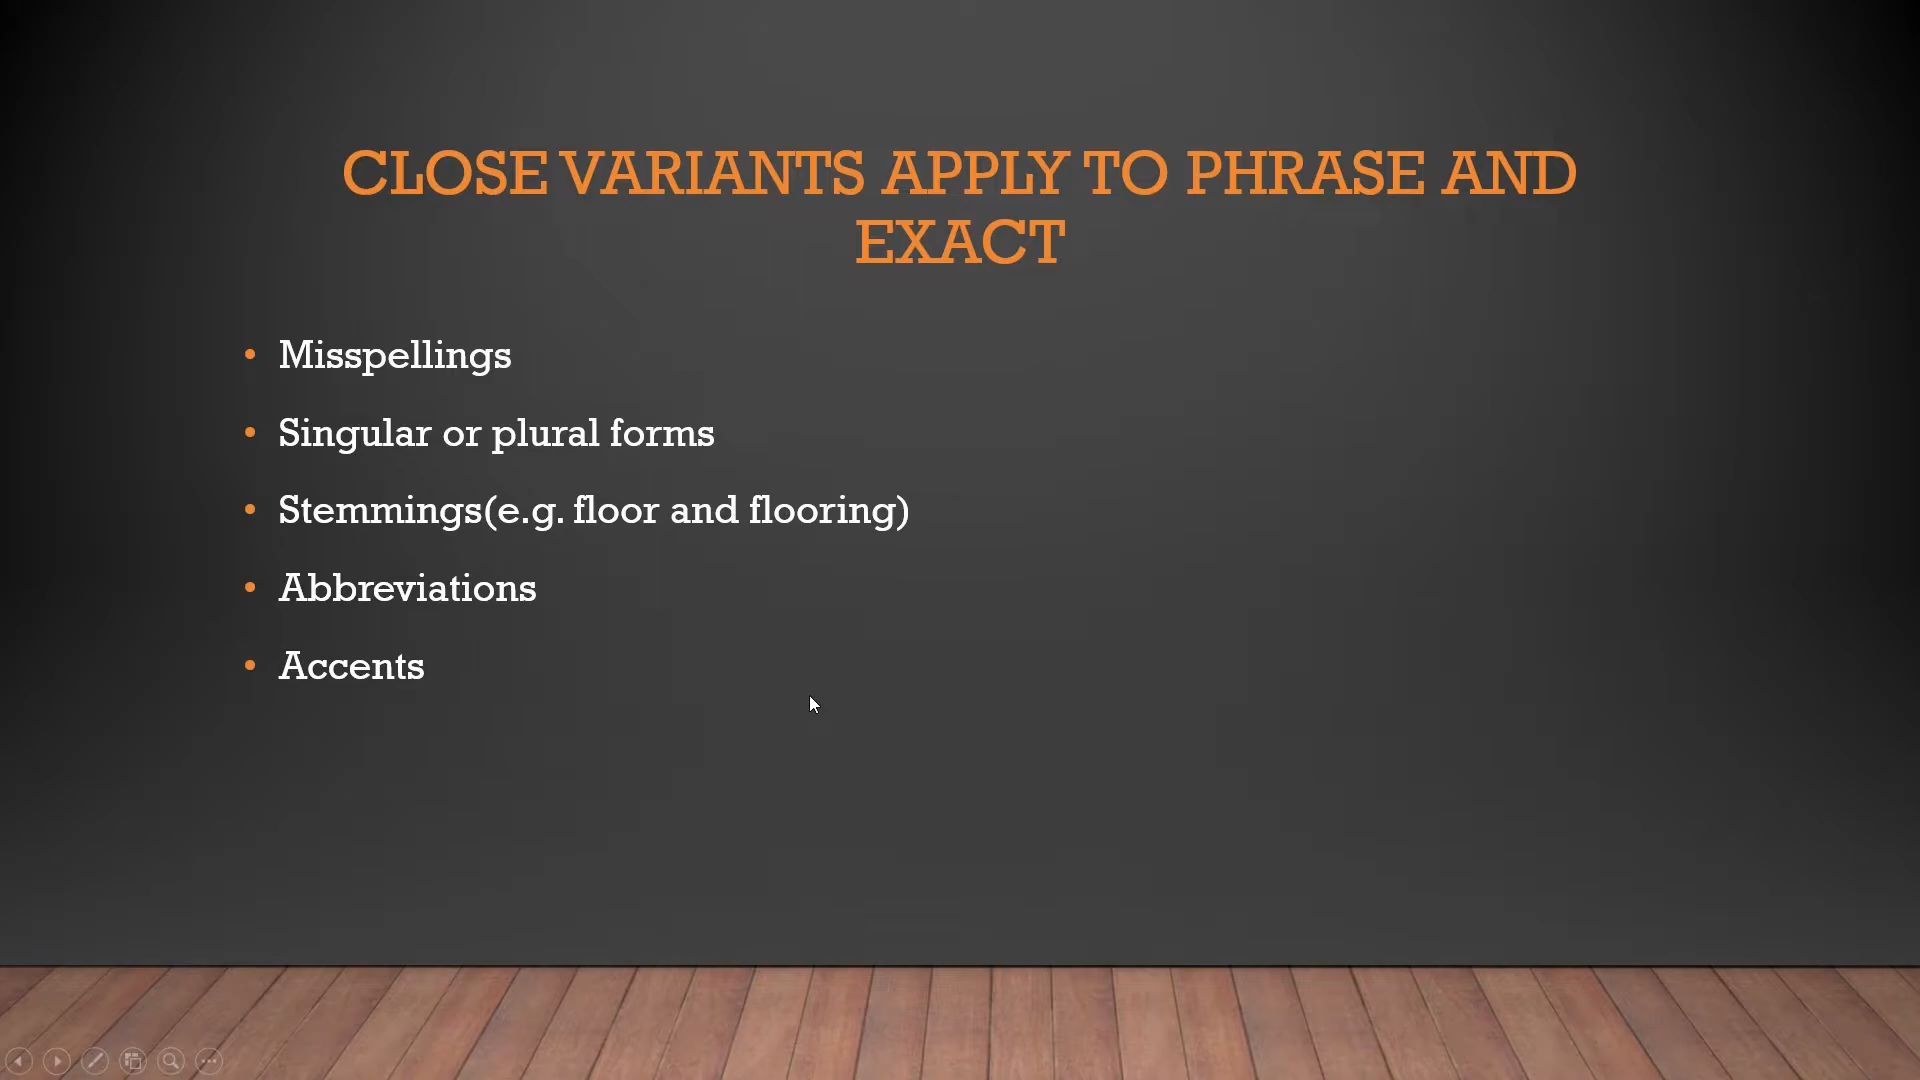 CLOSE VARIANTS APPLY TO PHRASE AND
EXACT
• Misspellings
• Singular or plural forms
• Stemmings(e.g. floor and flooring)
• Abbreviations
• Accents